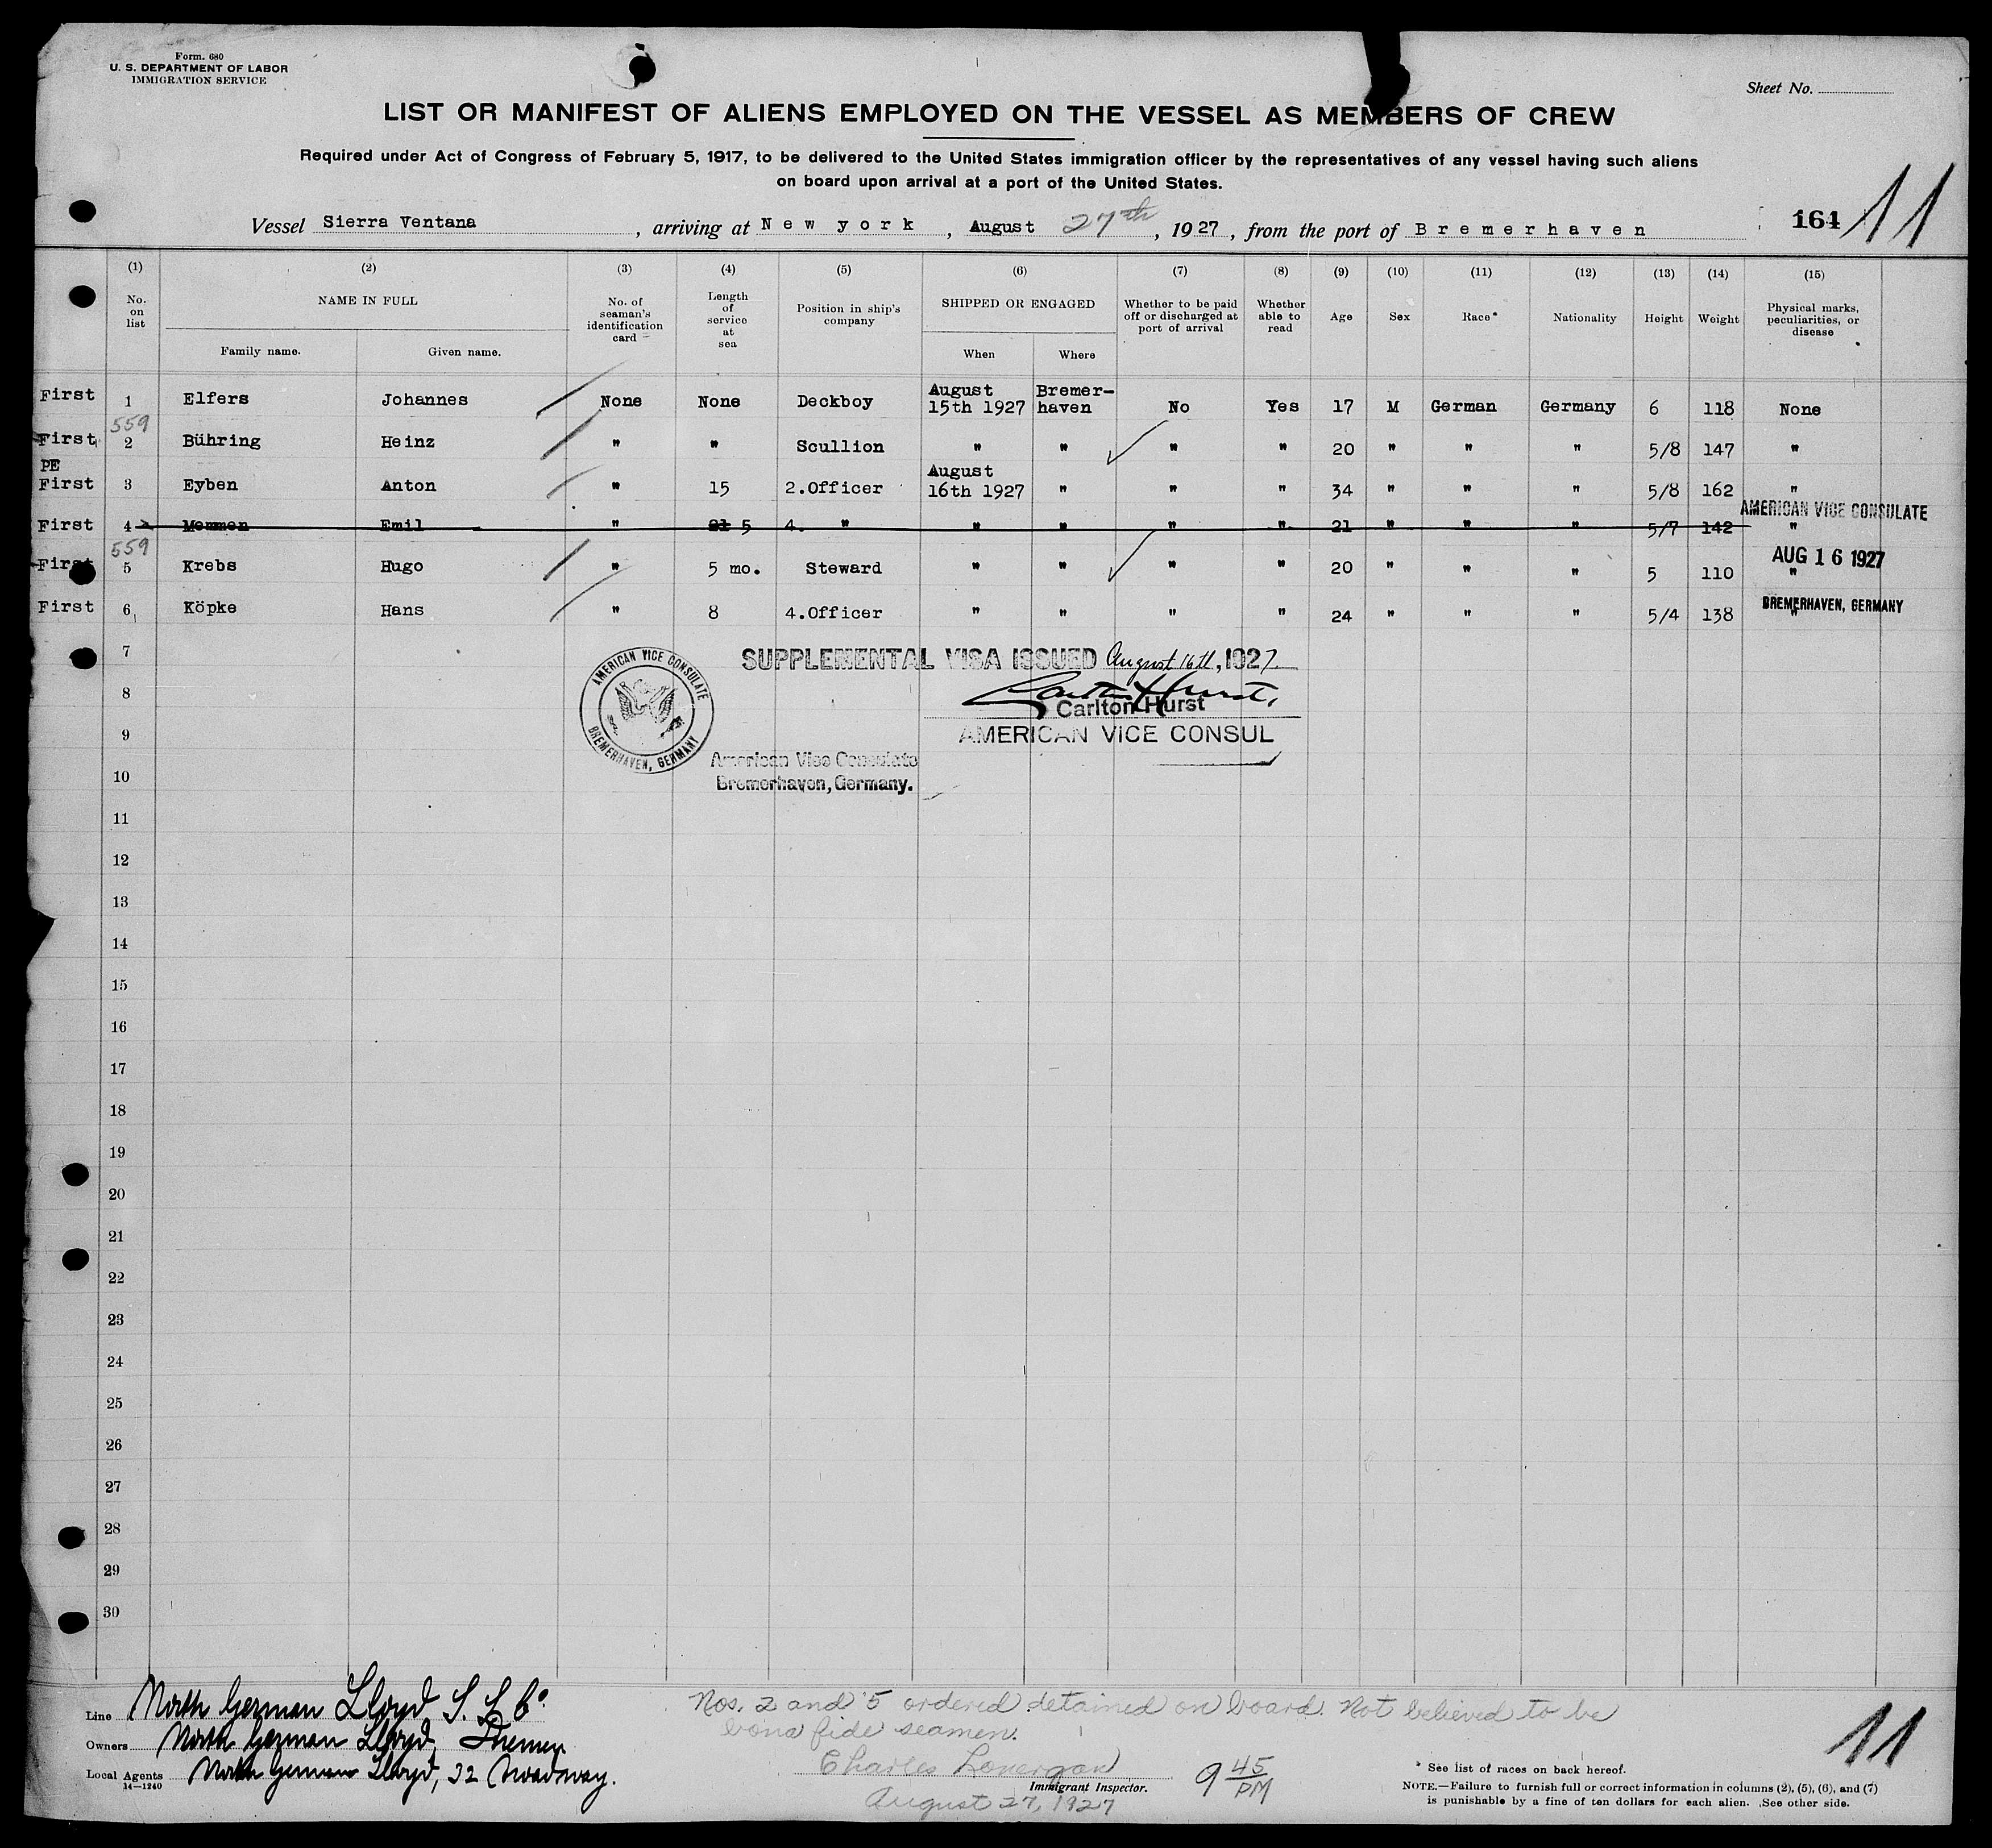 Form. 680
U. S. DEPARTMENT OF LABOR
IMMIGRATION SERVICE
Sheet No.
LIST OR MANIFEST OF ALIENS EMPLOYED ON THE VESSEL AS MEMBERS OF CREW
Required under Act of Congress of February 5, 1917, to be delivered to the United States immigration officer by the representatives of any vessel having such aliens
on board upon arrival at a port of the United States.
Vessel Sierra Ventana, arriving at New york, August 27th, 1927, from the port of Bremerhaven 164 11
(1) (2) (3) (4) (5) (6) (7) (8) (9) (10) (11) (12) (13) (14) (15)
No. on list NAME IN FULL Family name. Given name. No. of seaman's identification card Length of service at sea Position in ship's company SHIPPED OR ENGAGED When Where Whether to be paid off or discharged at port of arrival Whether able to read Age Sex Race* Nationality Height Weight Physical marks, peculiarities, or disease
First 1 Elfers Johannes None None Deckboy August 15th 1927 Bremer-haven No Yes 17 M German Germany 6 118 None
559
First 2 Bühring Heinz " " Scullion " " " " 20 " " " 5/8 147 "
PE
First 3 Eyben Anton " 15 2.Officer August 16th 1927 " " " 34 " " " 5/8 162 "
First 4 Memmen Emil " 21 5 4. " " " " " 21 " " " 5/7 142 "
AMERICAN VICE CONSULATE
559
First 5 Krebs Hugo " 5 mo. Steward " " " " 20 " " " 5 110 "
AUG 16 1927
First 6 Köpke Hans " 8 4.Officer " " " " 24 " " " 5/4 138 "
BREMERHAVEN, GERMANY
7
SUPPLEMENTAL VISA ISSUED August 16th, 1927
AMERICAN VICE CONSULATE
BREMERHAVEN, GERMANY
8
Carlton Hurst
Carlton Hurst
9
AMERICAN VICE CONSUL
American Vice Consulate
Bremerhaven, Germany.
10
11
12
13
14
15
16
17
18
19
20
21
22
23
24
25
26
27
28
29
30
Line North German Lloyd S. S. Co.
Owners North German Lloyd, Bremen
Local Agents North German Lloyd, 32 Broadway.
14—1240
Nos. 2 and 5 ordered detained on board. Not believed to be
bona fide seamen.
Charles Lonergan
Immigrant Inspector.
August 27, 1927
9 45 PM
11
* See list of races on back hereof.
NOTE.—Failure to furnish full or correct information in columns (2), (5), (6), and (7)
is punishable by a fine of ten dollars for each alien. See other side.